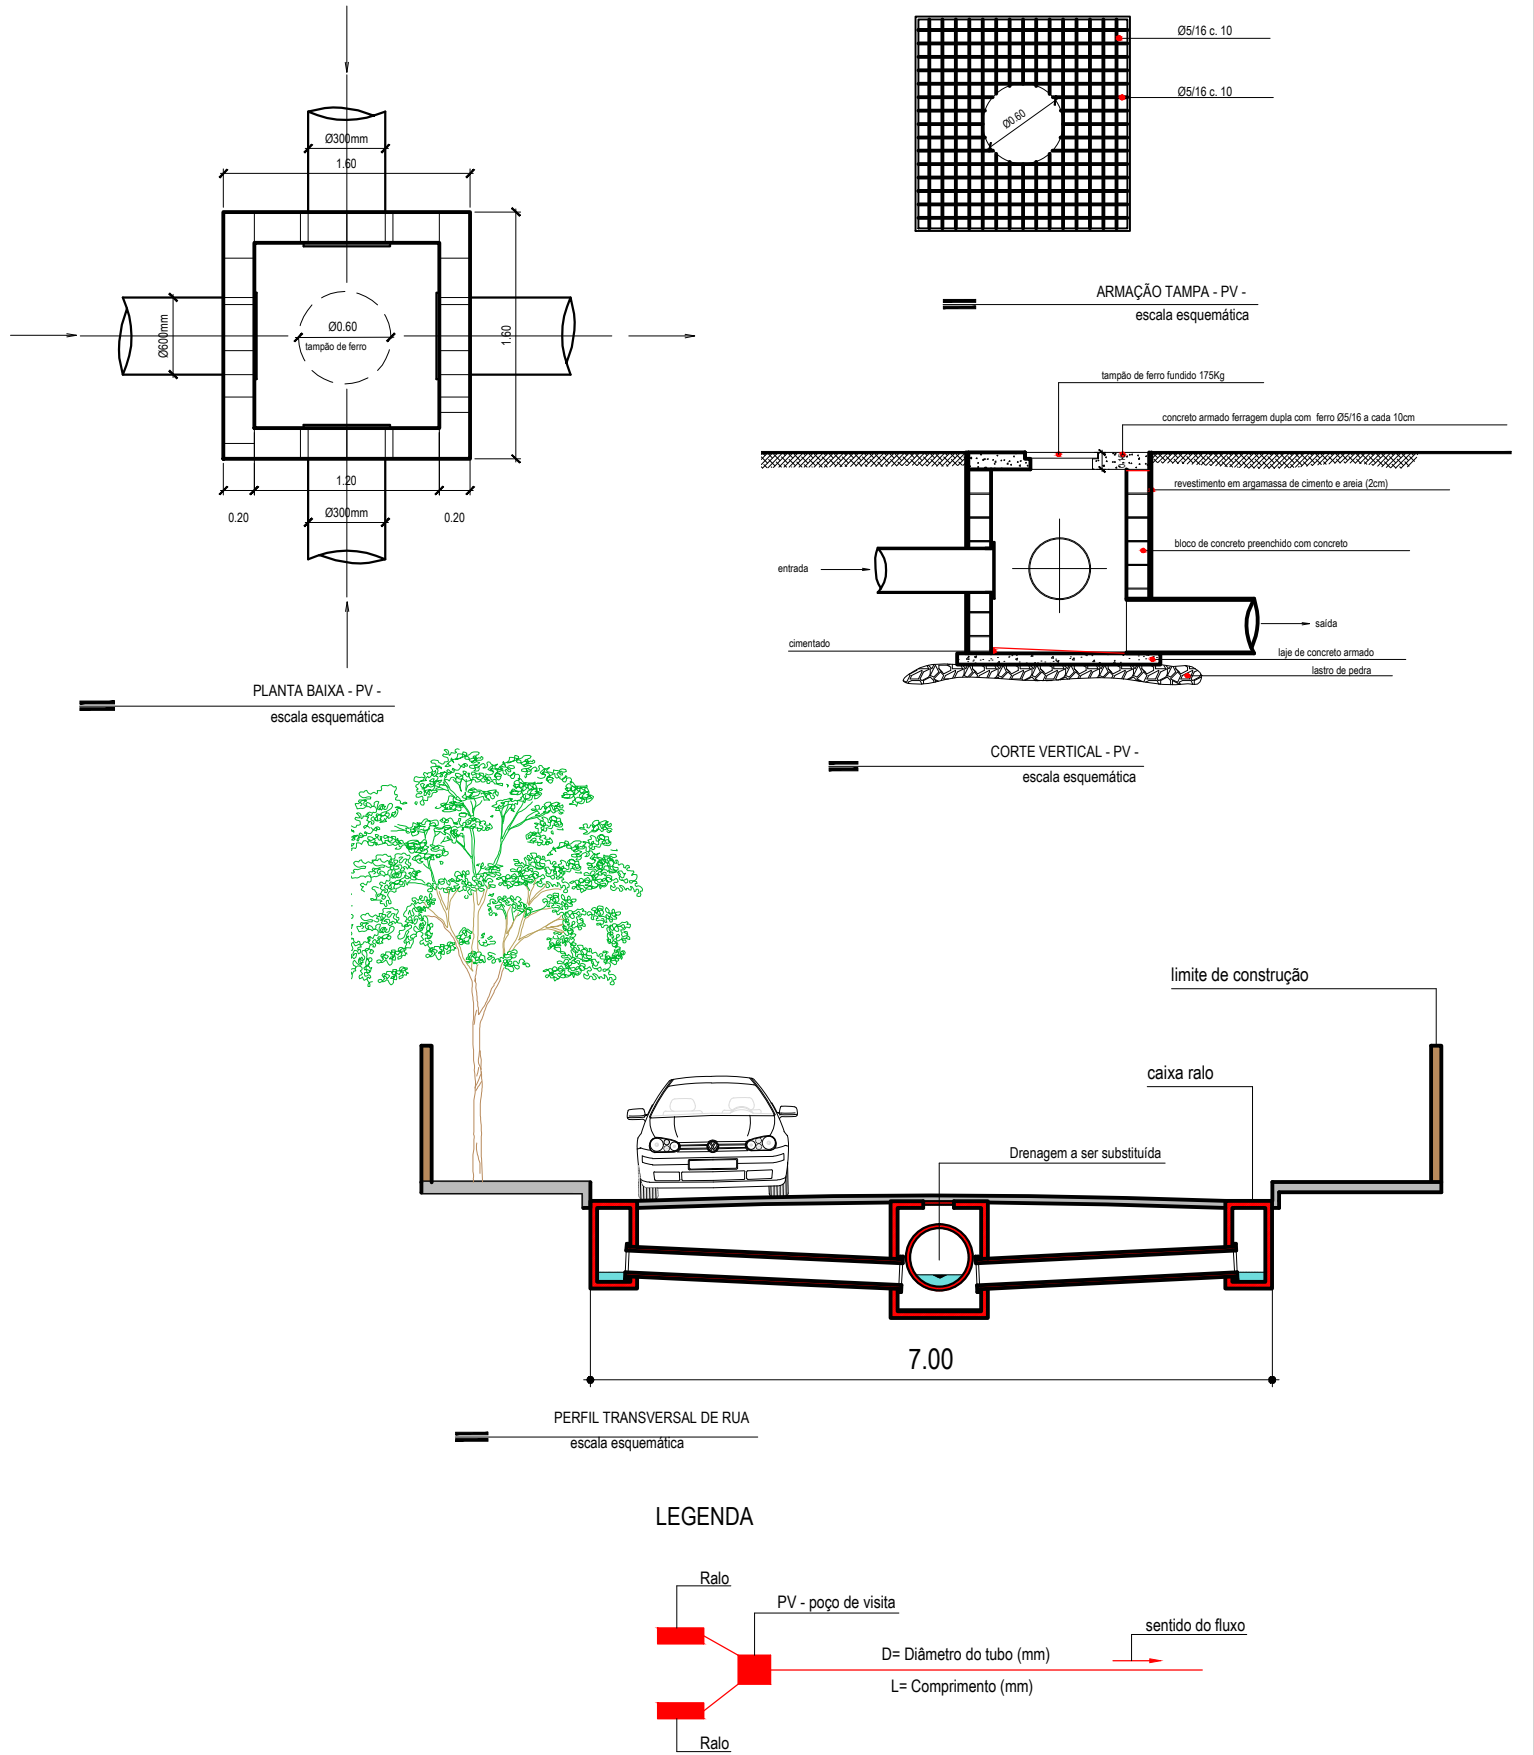 Ø300mm
1.60
Ø600mm
Ø0.60
tampão de ferro
1.60
1.20
0.20
Ø300mm
0.20
PLANTA BAIXA - PV -
escala esquemática
Ø5/16 c. 10
Ø5/16 c. 10
Ø0.60
ARMAÇÃO TAMPA - PV -
escala esquemática
tampão de ferro fundido 175Kg
concreto armado ferragem dupla com ferro Ø5/16 a cada 10cm
revestimento em argamassa de cimento e areia (2cm)
bloco de concreto preenchido com concreto
entrada
saída
cimentado
laje de concreto armado
lastro de pedra
CORTE VERTICAL - PV -
escala esquemática
limite de construção
caixa ralo
Drenagem a ser substituída
7.00
PERFIL TRANSVERSAL DE RUA
escala esquemática
LEGENDA
Ralo
PV - poço de visita
sentido do fluxo
D= Diâmetro do tubo (mm)
L= Comprimento (mm)
Ralo